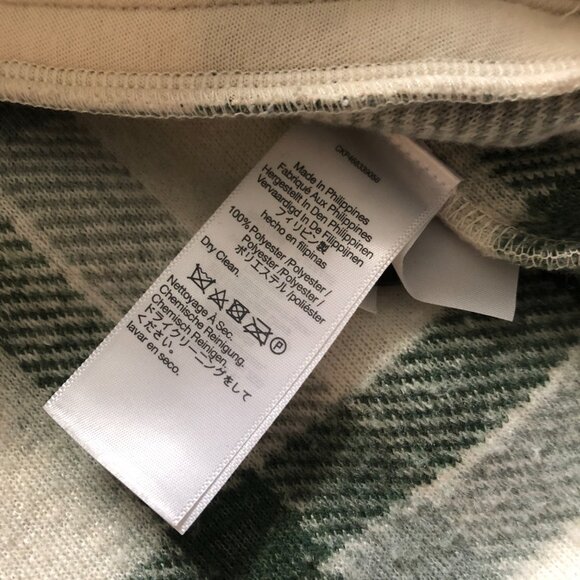 Made In Philippines
Fabriqué Aux Philippines
Hergestellt In Den Philippinen
Vervaardigd In De Filipijnen
フィリピン製
hecho en filipinas
100% Polyester /Polyester /
Polyester /Polyester /
ポリエステル /poliéster
Dry Clean.
P
Nettoyage À Sec.
Chemische Reinigung.
Chemisch Reinigen.
ドライクリーニングをして
ください。
lavar en seco.